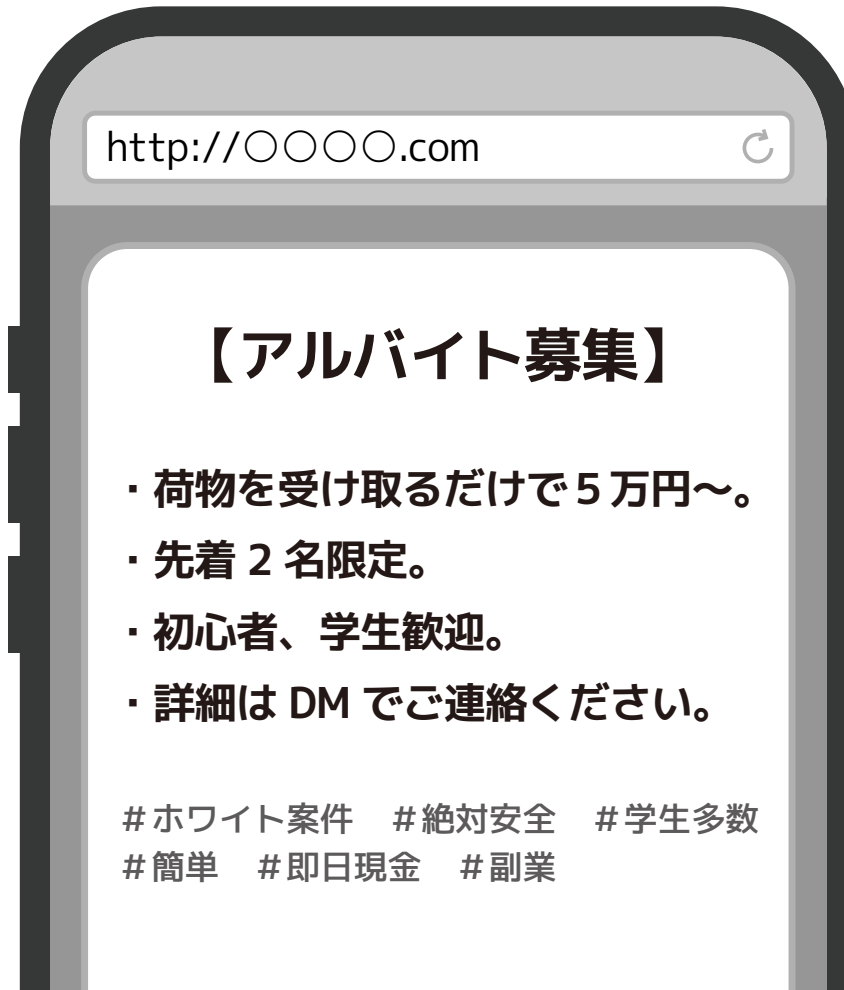 http://〇〇〇〇.com
【アルバイト募集】
・荷物を受け取るだけで５万円〜。
・先着 2 名限定。
・初心者、学生歓迎。
・詳細は DM でご連絡ください。
＃ホワイト案件　＃絶対安全　＃学生多数
＃簡単　＃即日現金　＃副業